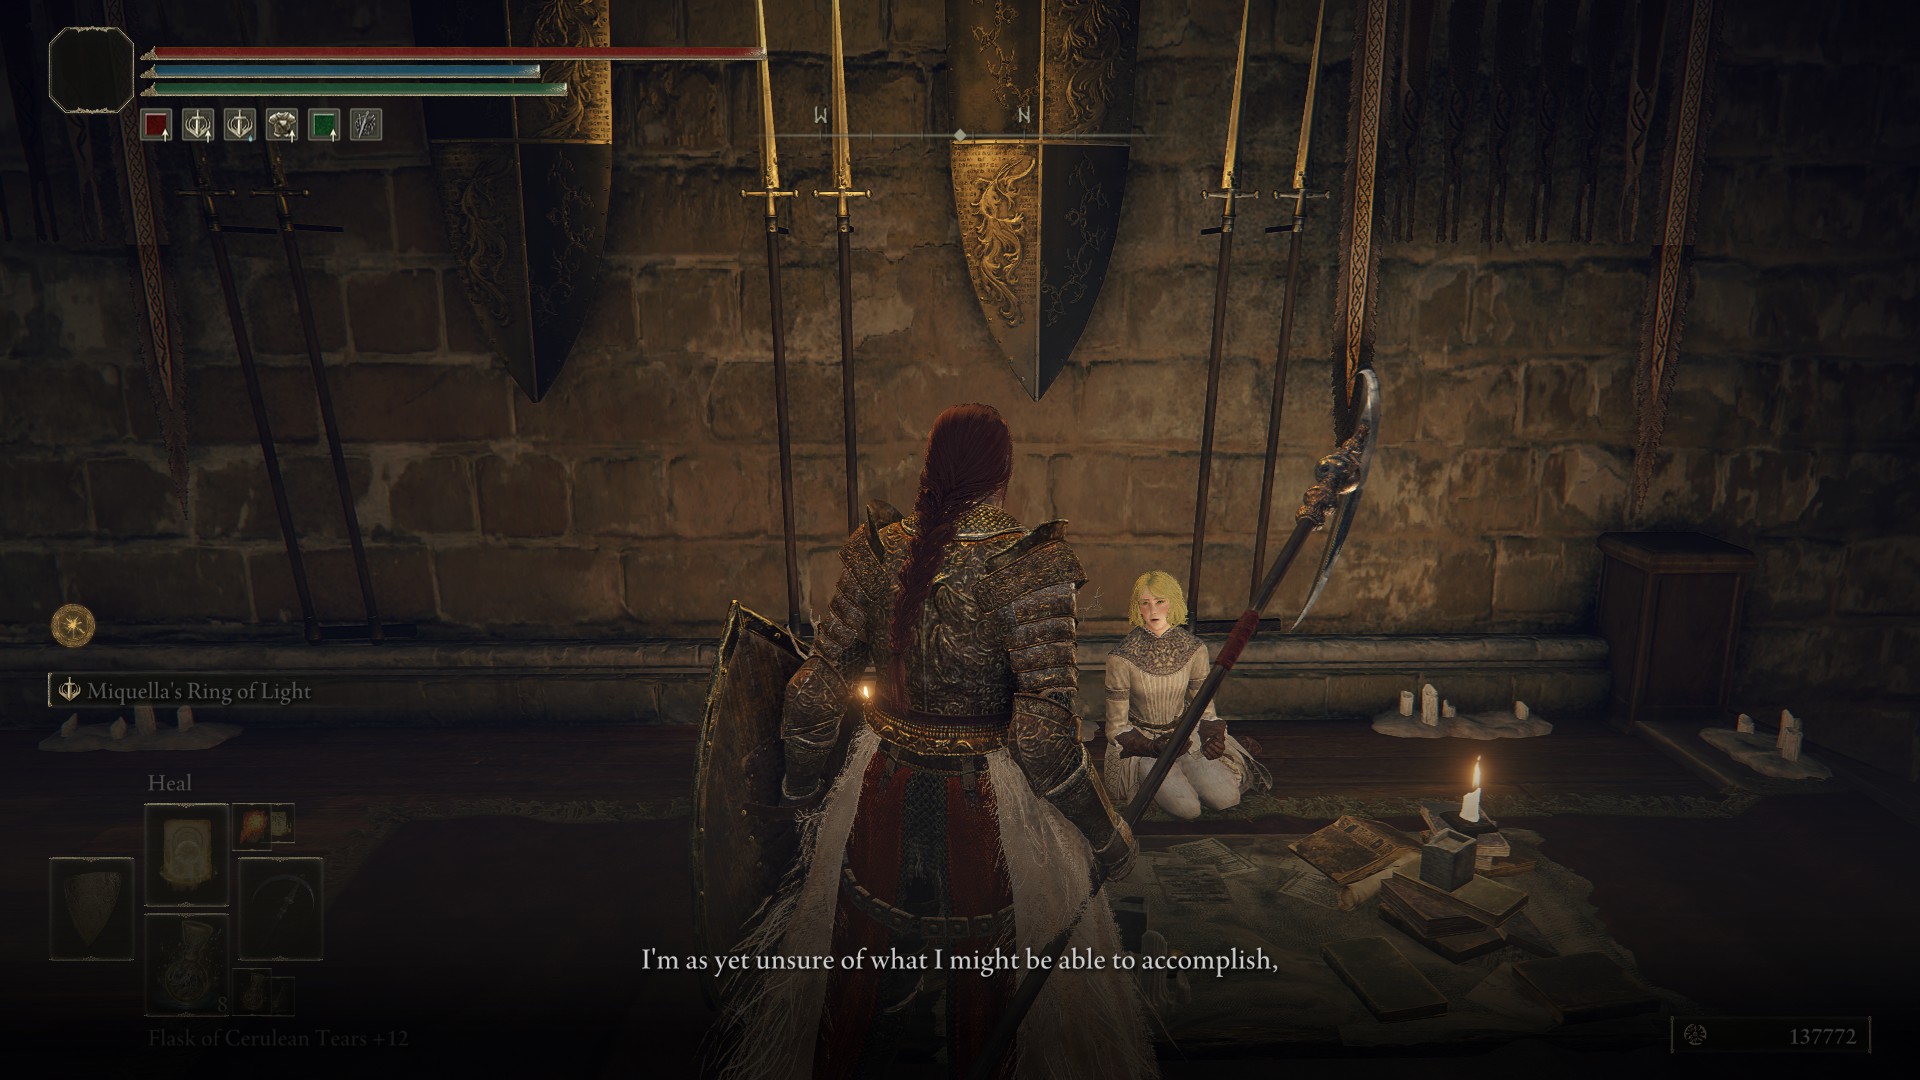 W
N
Miquella's Ring of Light
Heal
8
Flask of Cerulean Tears +12
I'm as yet unsure of what I might be able to accomplish,
137772